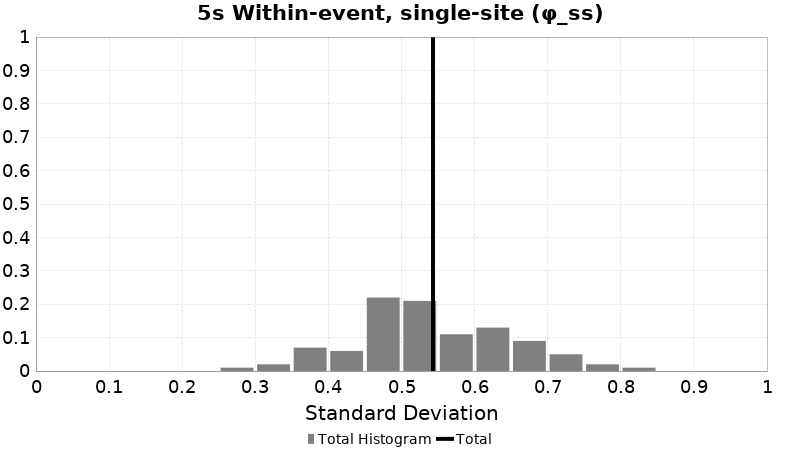 5s Within-event, single-site (φ_ss)
1
0.9
0.8
0.7
0.6
0.5
0.4
0.3
0.2
0.1
0
0 0.1 0.2 0.3 0.4 0.5 0.6 0.7 0.8 0.9 1
Standard Deviation
Total Histogram Total